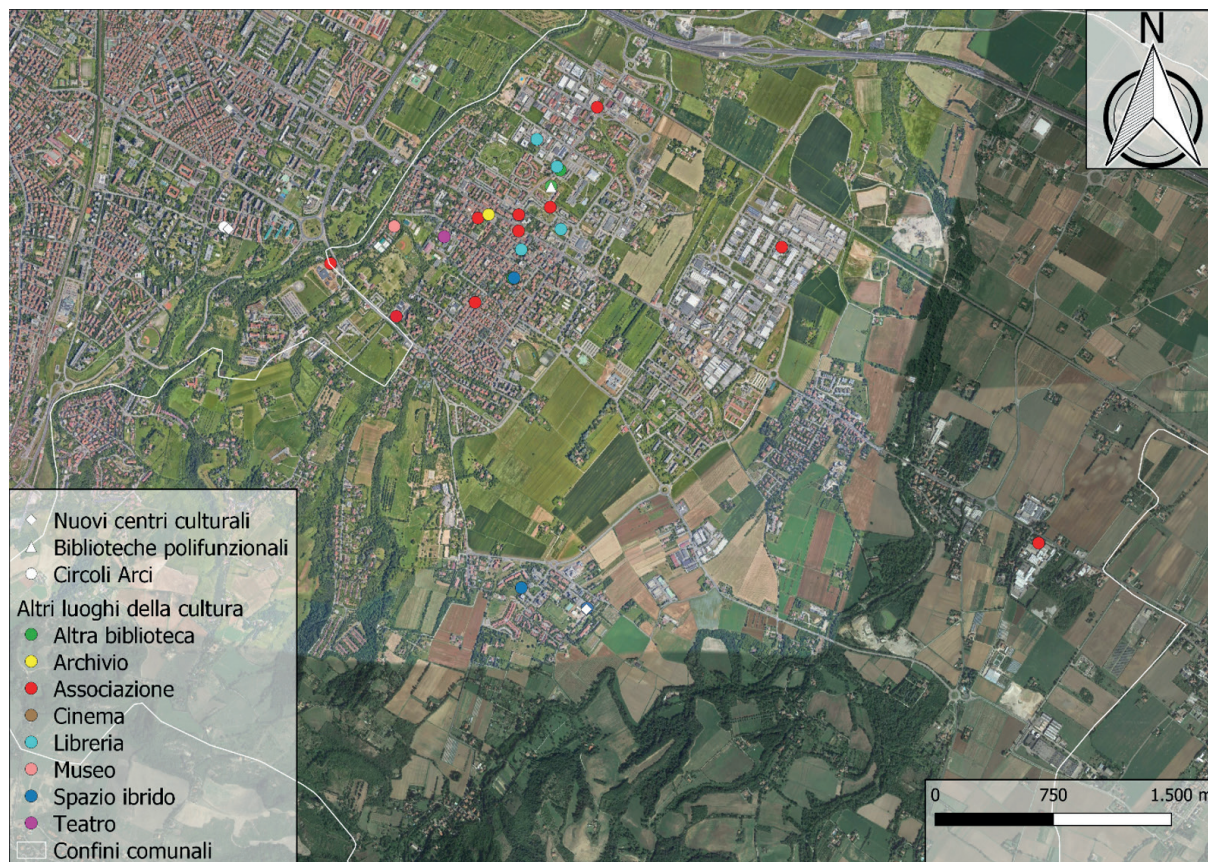 N
Nuovi centri culturali
Biblioteche polifunzionali
Circoli Arci
Altri luoghi della cultura
Altra biblioteca
Archivio
Associazione
Cinema
Libreria
Museo
Spazio ibrido
Teatro
Confini comunali
0 750 1.500 m